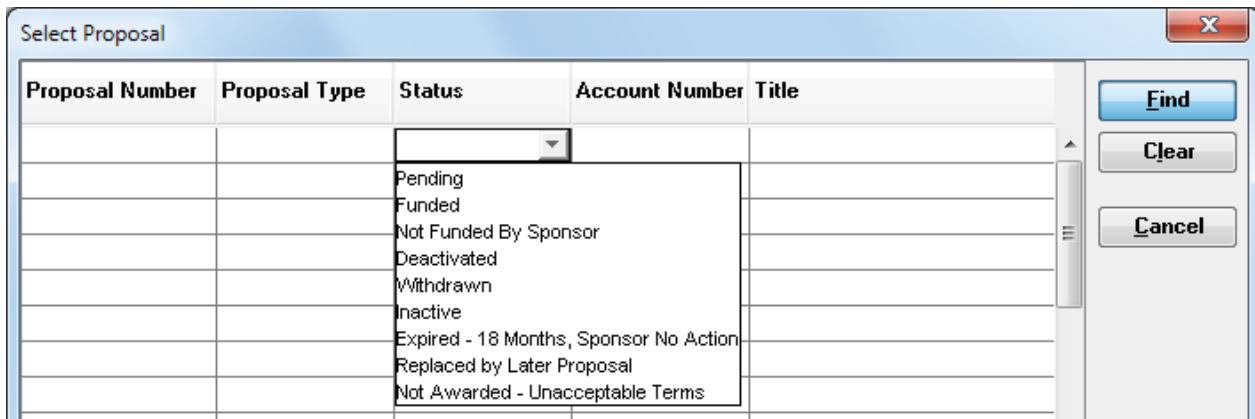 Select Proposal
Proposal Number Proposal Type Status Account Number Title
Find
Clear
Cancel
Pending
Funded
Not Funded By Sponsor
Deactivated
Withdrawn
Inactive
Expired - 18 Months, Sponsor No Action
Replaced by Later Proposal
Not Awarded - Unacceptable Terms